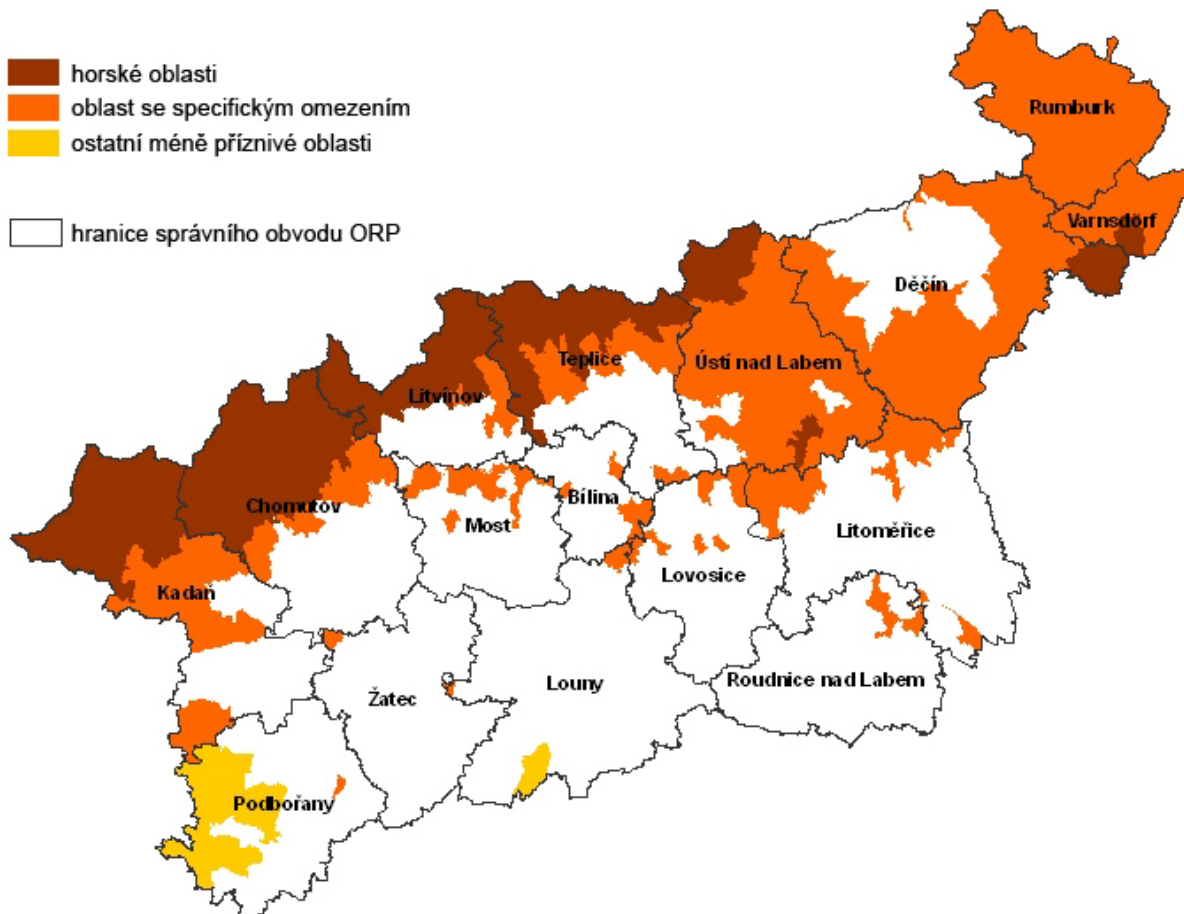 horské oblasti
oblast se specifickým omezením
ostatní méně příznivé oblasti
hranice správního obvodu ORP
Rumburk
Varnsdörf
Děčín
Teplice
Ústí nad Labem
Litvínov
Chomutov
Most
Bílina
Litoměřice
Lovosice
Kadaň
Roudnice nad Labem
Louny
Žatec
Podbořany